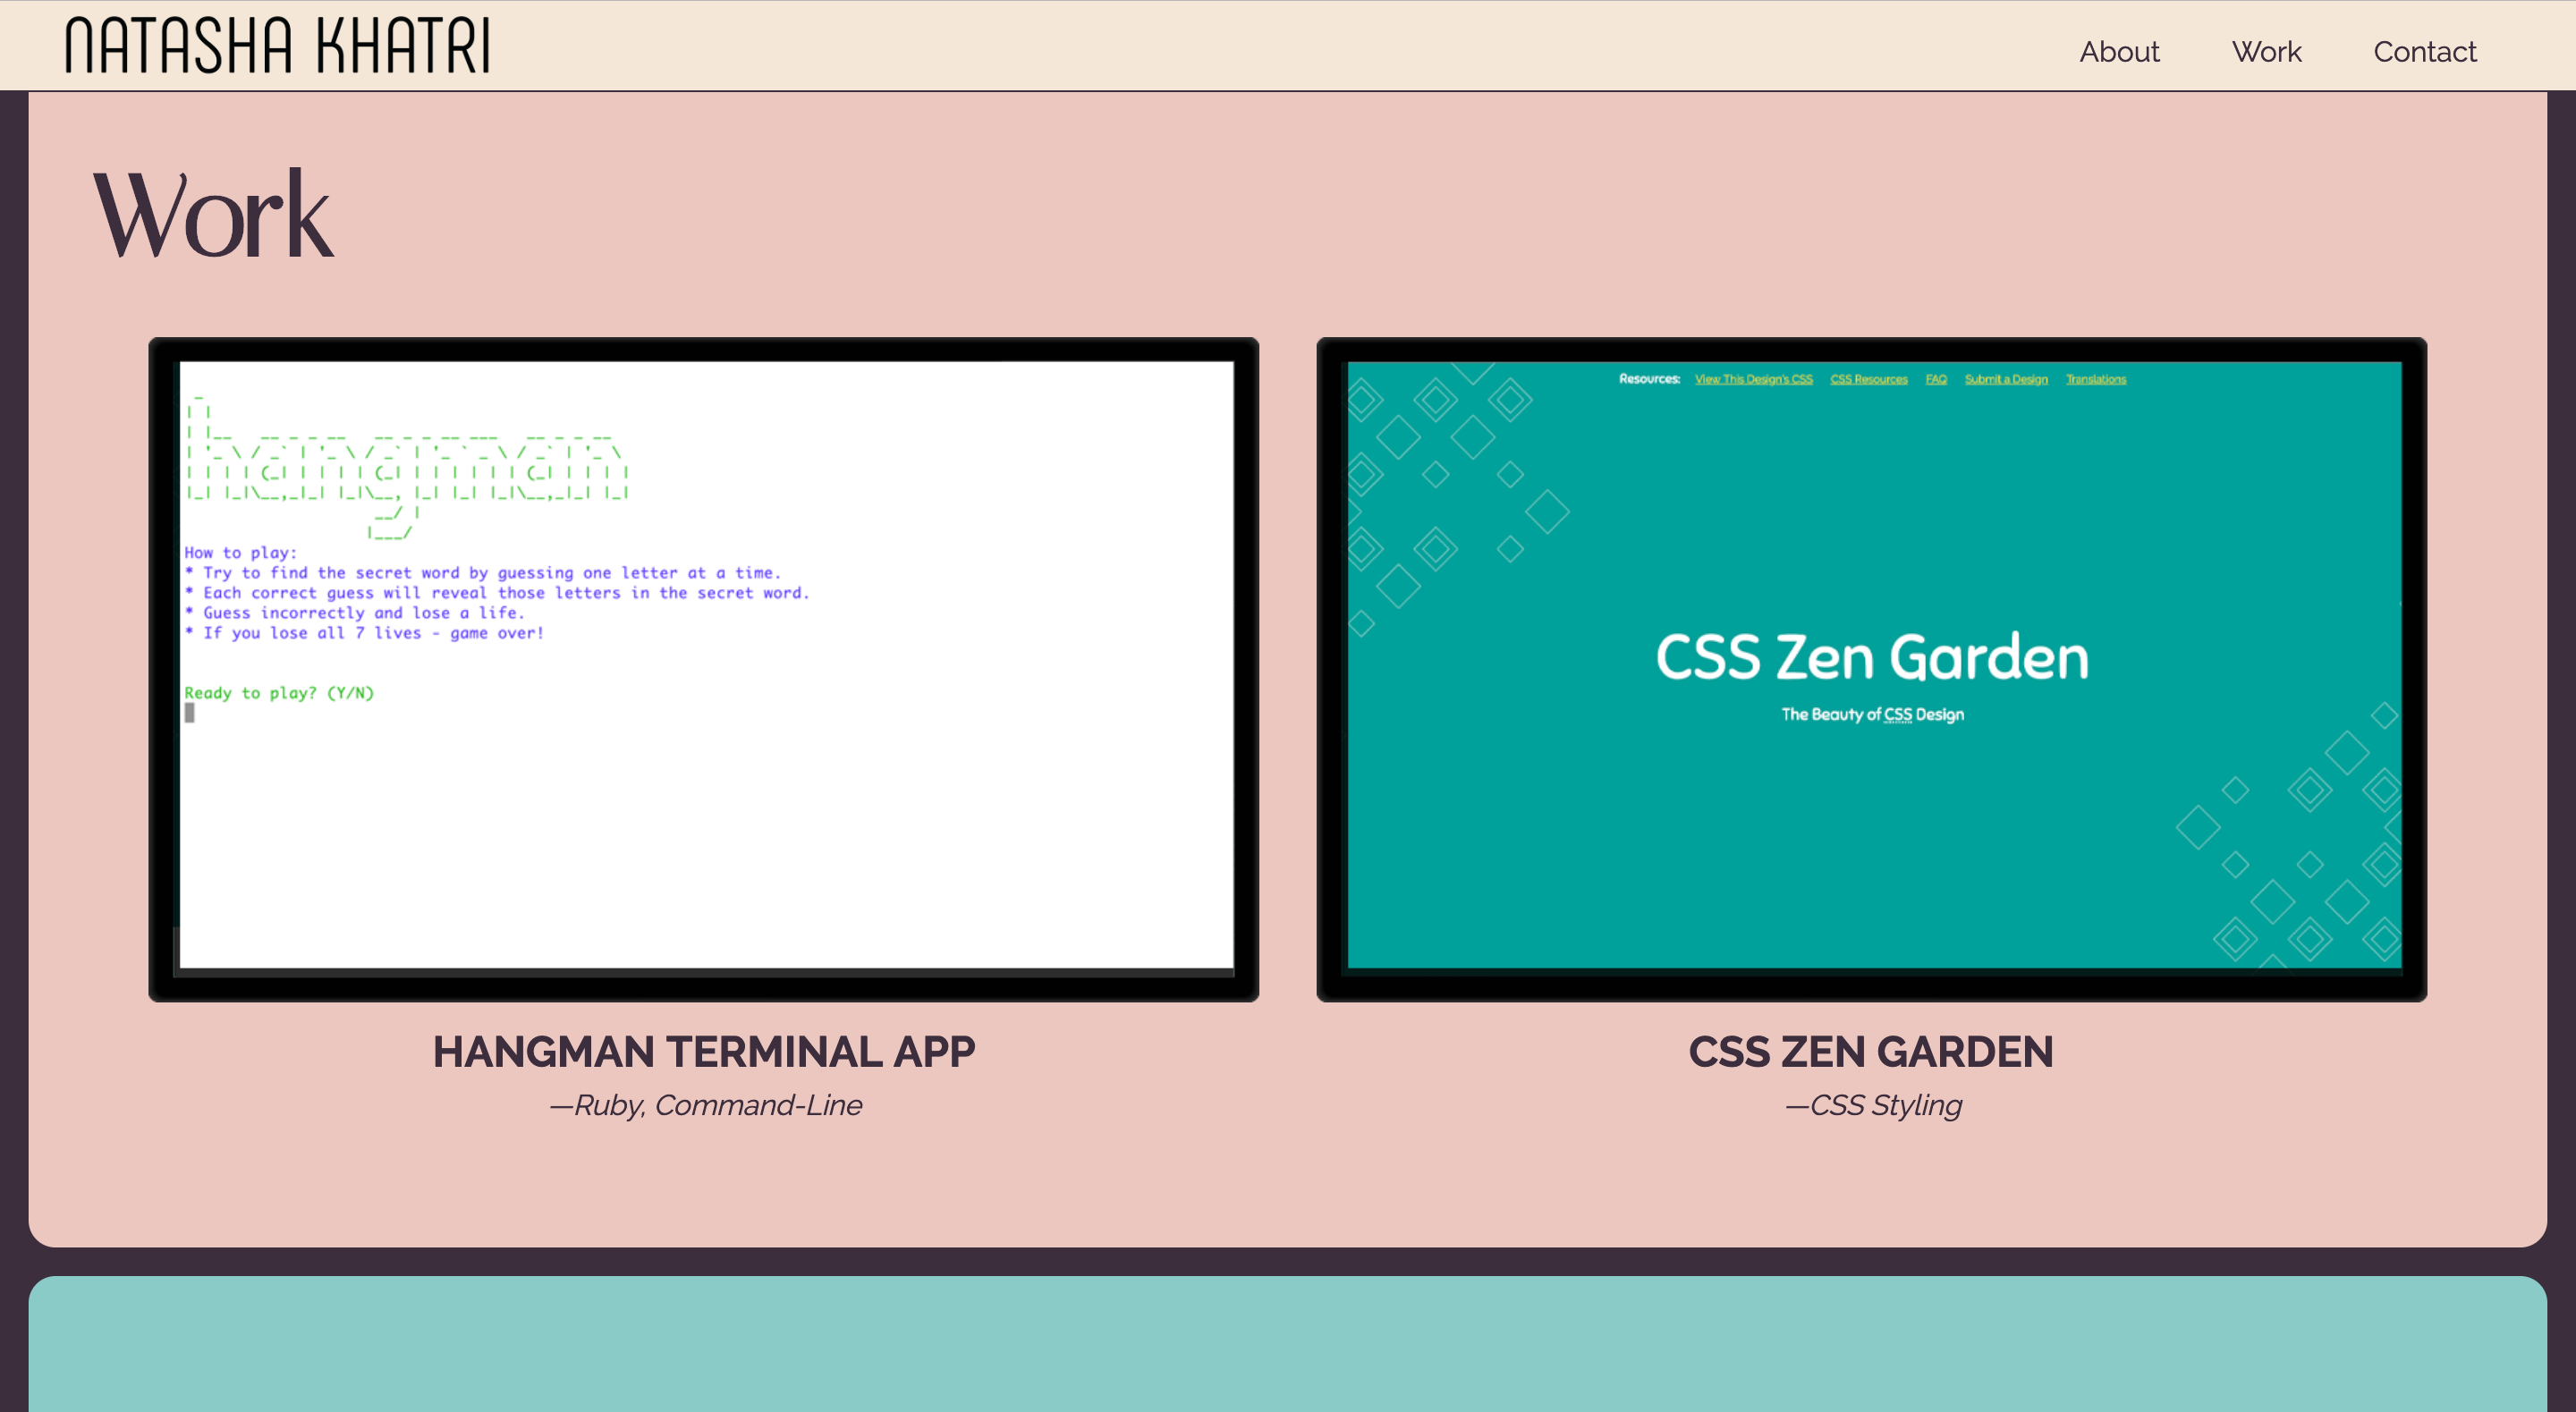 NATASHA KHATRI
About Work Contact
Work
hangman
How to play:
* Try to find the secret word by guessing one letter at a time.
* Each correct guess will reveal those letters in the secret word.
* Guess incorrectly and lose a life.
* If you lose all 7 lives - game over!
Ready to play? (Y/N)
Resources: View This Design's CSS CSS Resources FAQ Submit a Design Translations
CSS Zen Garden
The Beauty of CSS Design
HANGMAN TERMINAL APP
—Ruby, Command-Line
CSS ZEN GARDEN
—CSS Styling